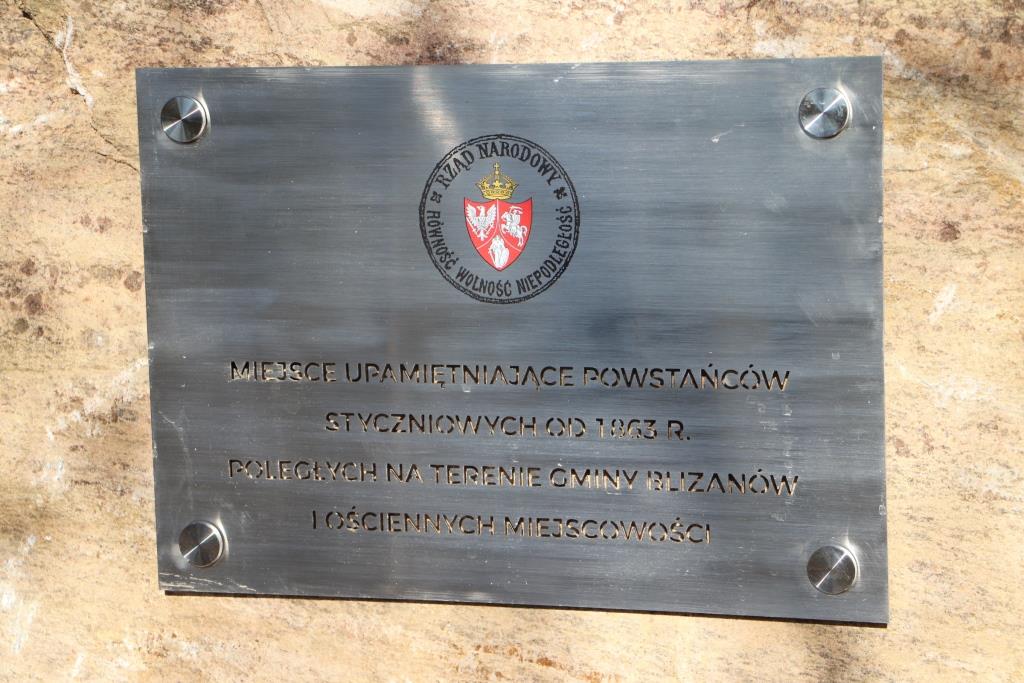 RZĄD NARODOWY
RÓWNOŚĆ WOLNOŚĆ NIEPODLEGŁOŚĆ
MIEJSCE UPAMIĘTNIAJĄCE POWSTAŃCÓW
STYCZNIOWYCH OD 1863 R.
POLEGŁYCH NA TERENIE GMINY BLIZANÓW
I OŚCIENNYCH MIEJSCOWOŚCI